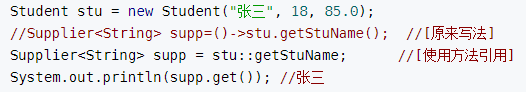 Student stu = new Student("张三", 18, 85.0);
//Supplier<String> supp=()->stu.getStuName();  //[原来写法]
Supplier<String> supp = stu::getStuName;      //[使用方法引用]
System.out.println(supp.get()); //张三